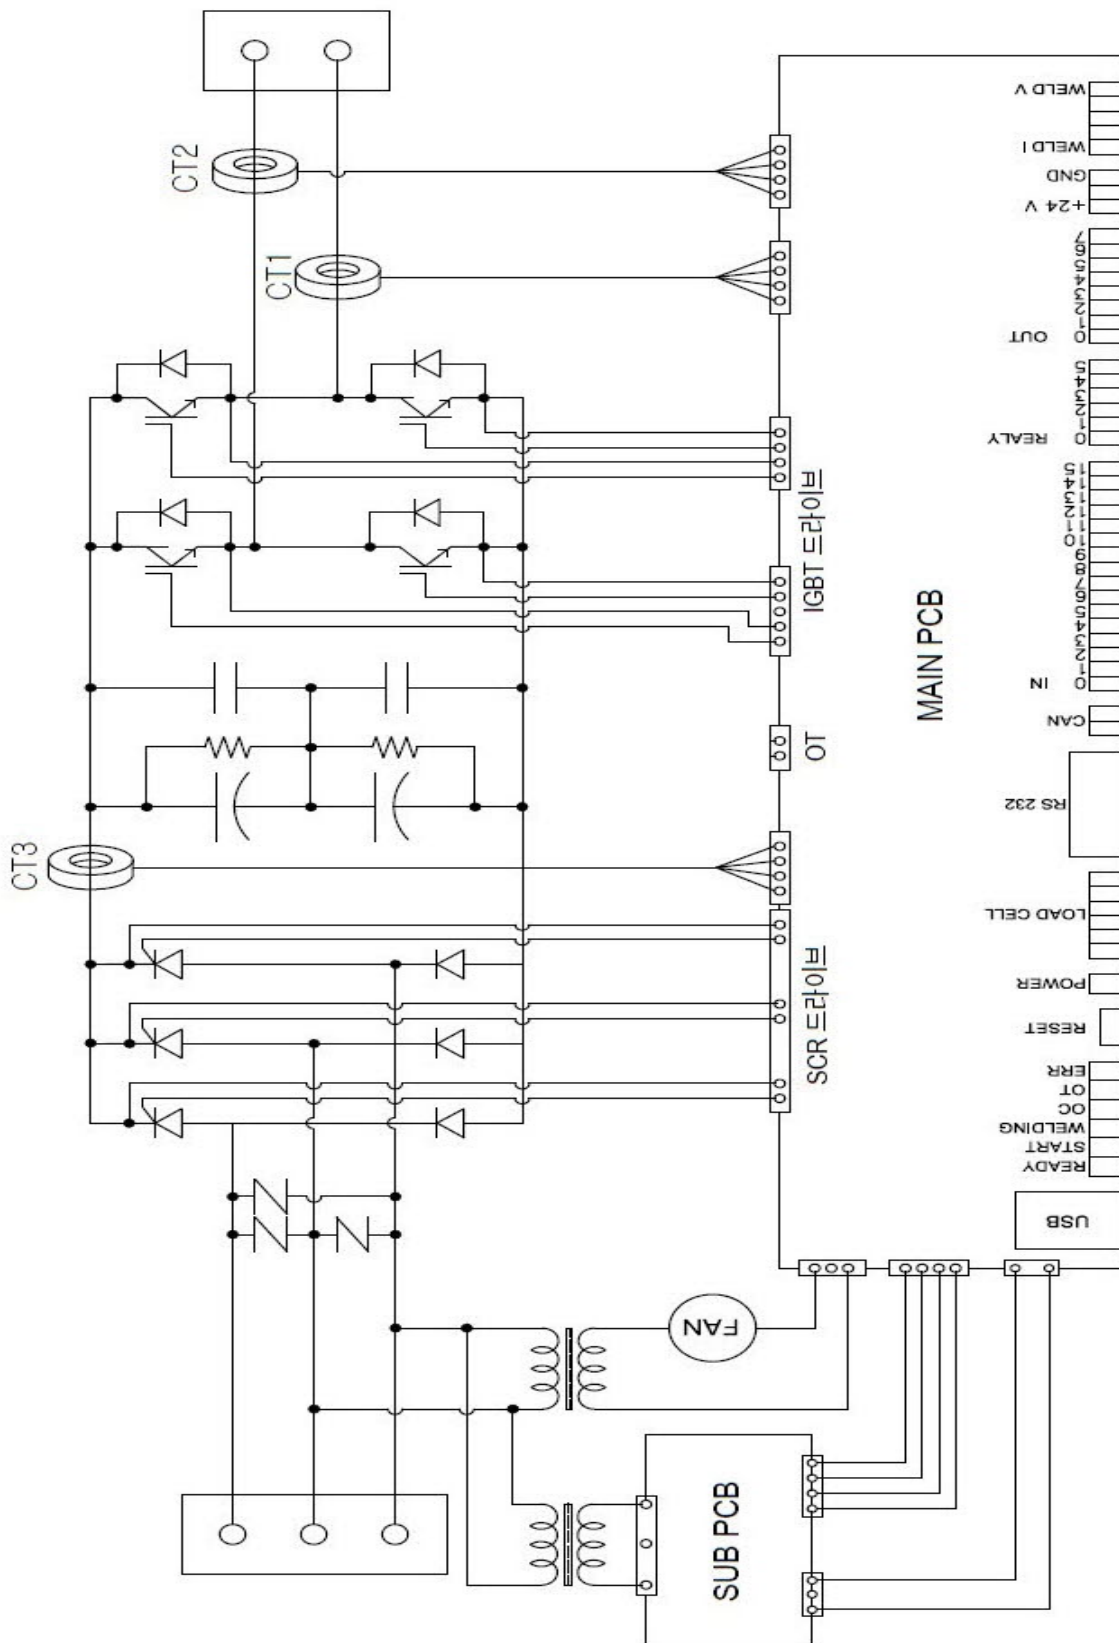 CT2
CT1
CT3
IGBT 드라이브
OT
SCR 드라이브
MAIN PCB
SUB PCB
FAN
WELD V
WELD I
GND
+24 V
7
6
5
4
3
2
1
OUT 0
5
4
3
2
1
REALY 0
15
14
13
12
11
10
9
8
7
6
5
4
3
2
1
IN 0
CAN
RS 232
LOAD CELL
POWER
RESET
ERR
OT
OC
WELDING
START
READY
USB